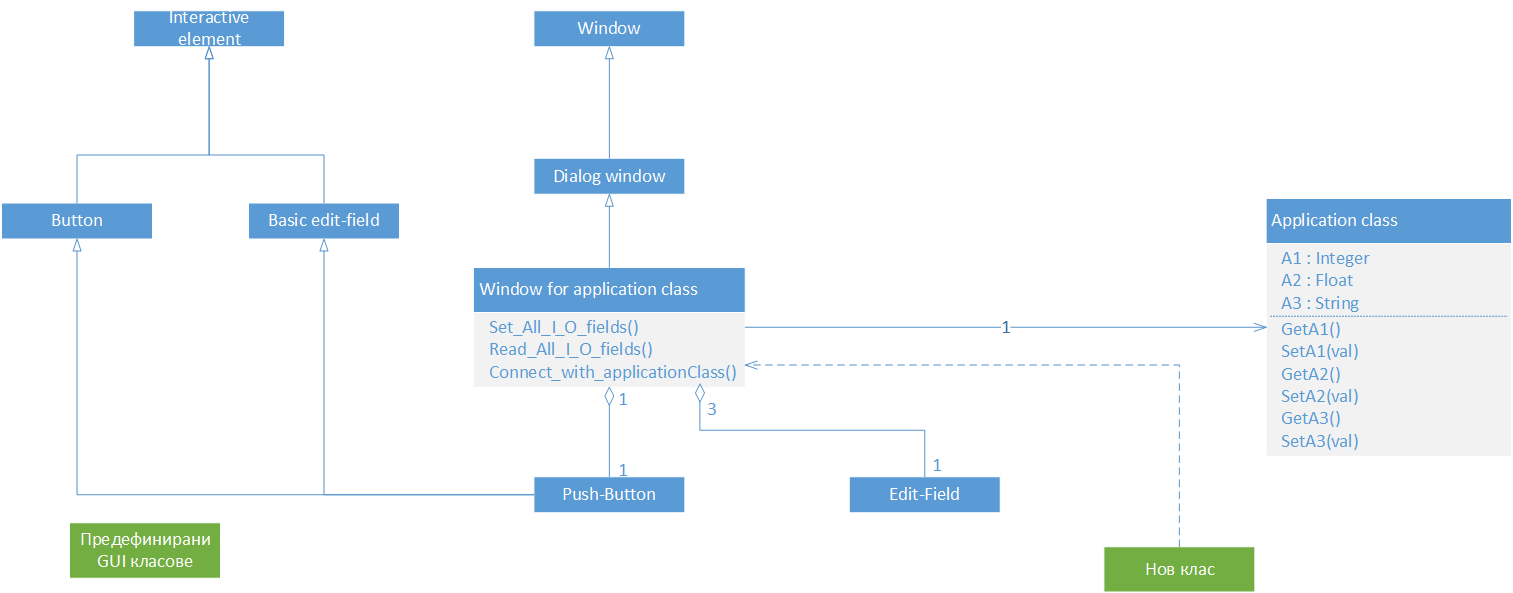 Interactive
element
Window
Dialog window
Button
Basic edit-field
Window for application class
Set_All_I_O_fields()
Read_All_I_O_fields()
Connect_with_applicationClass()
1
Application class
A1 : Integer
A2 : Float
A3 : String
GetA1()
SetA1(val)
GetA2()
SetA2(val)
GetA3()
SetA3(val)
1
3
1
1
Push-Button
Edit-Field
Предефинирани
GUI класове
Нов клас